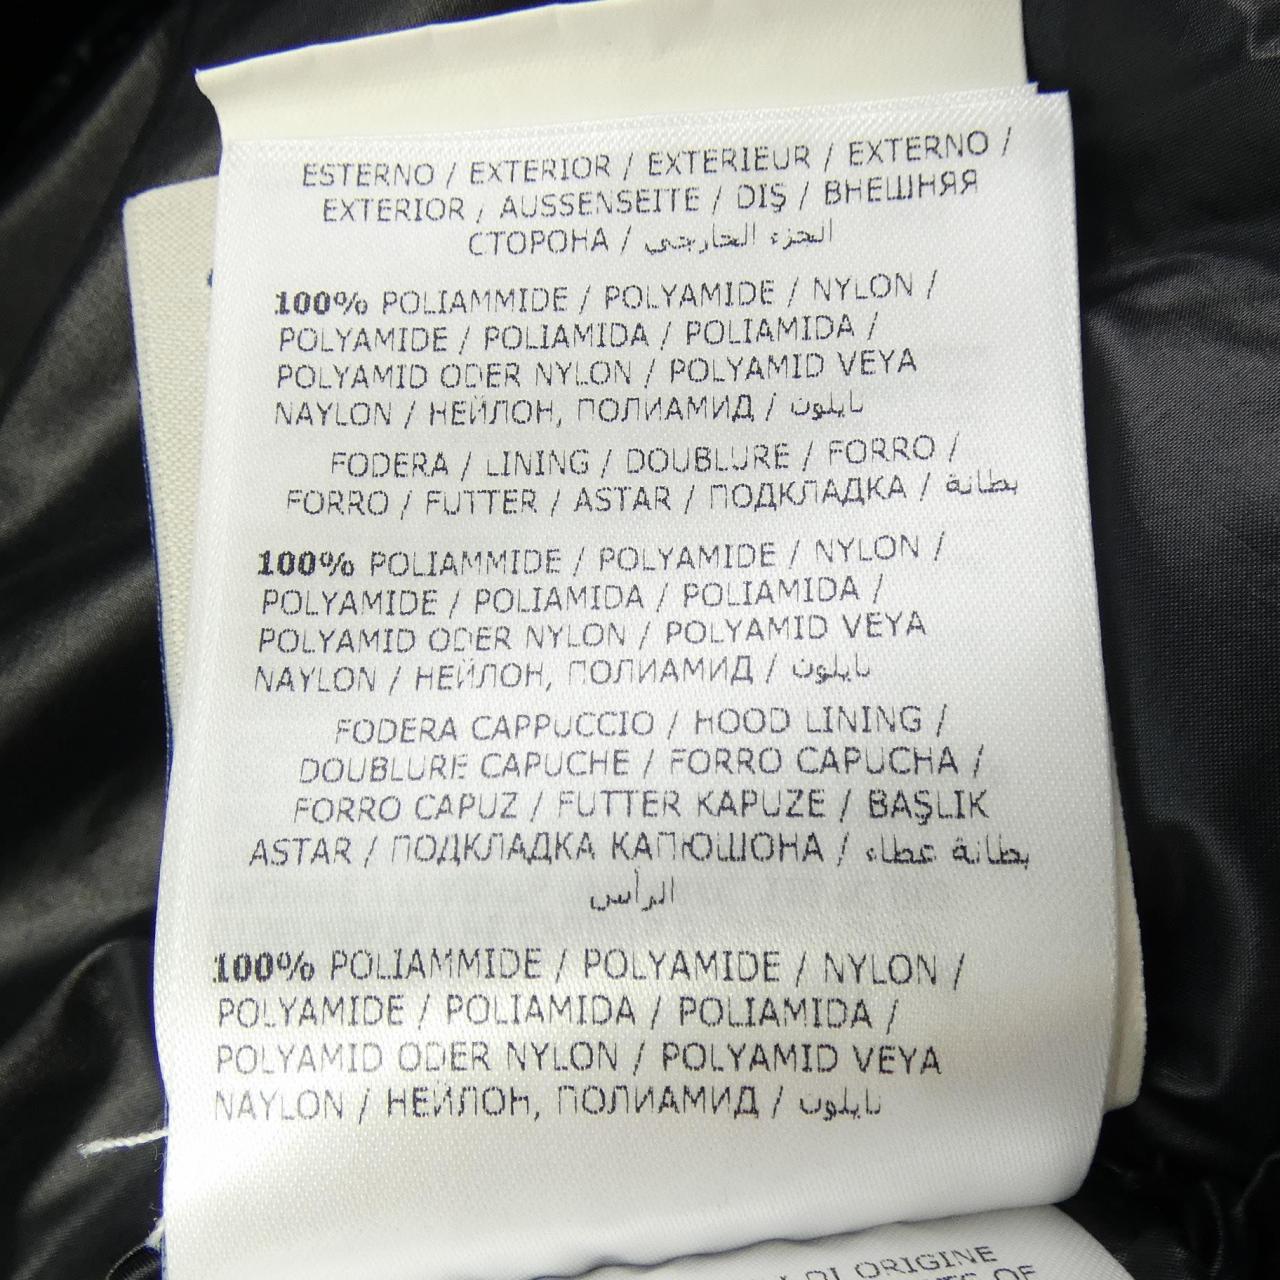 ESTERNO / EXTERIOR / EXTERIEUR / EXTERNO /
EXTERIOR / AUSSENSEITE / DIŞ / ВНЕШНЯЯ
СТОРОНА / الجزء الخارجي
100% POLIAMMIDE / POLYAMIDE / NYLON /
POLYAMIDE / POLIAMIDA / POLIAMIDA /
POLYAMID ODER NYLON / POLYAMID VEYA
NAYLON / НЕЙЛОН, ПОЛИАМИД / نايلون
FODERA / LINING / DOUBLURE / FORRO /
FORRO / FUTTER / ASTAR / ПОДКЛАДКА / بطانة
100% POLIAMMIDE / POLYAMIDE / NYLON /
POLYAMIDE / POLIAMIDA / POLIAMIDA /
POLYAMID ODER NYLON / POLYAMID VEYA
NAYLON / НЕЙЛОН, ПОЛИАМИД / نايلون
FODERA CAPPUCCIO / HOOD LINING /
DOUBLURE CAPUCHE / FORRO CAPUCHA /
FORRO CAPUZ / FUTTER KAPUZE / BAŞLIK
ASTAR / ПОДКЛАДКА КАПЮШОНА / بطانة غطاء
الرأس
100% POLIAMMIDE / POLYAMIDE / NYLON /
POLYAMIDE / POLIAMIDA / POLIAMIDA /
POLYAMID ODER NYLON / POLYAMID VEYA
NAYLON / НЕЙЛОН, ПОЛИАМИД / نايلون
DI ORIGINE
OF